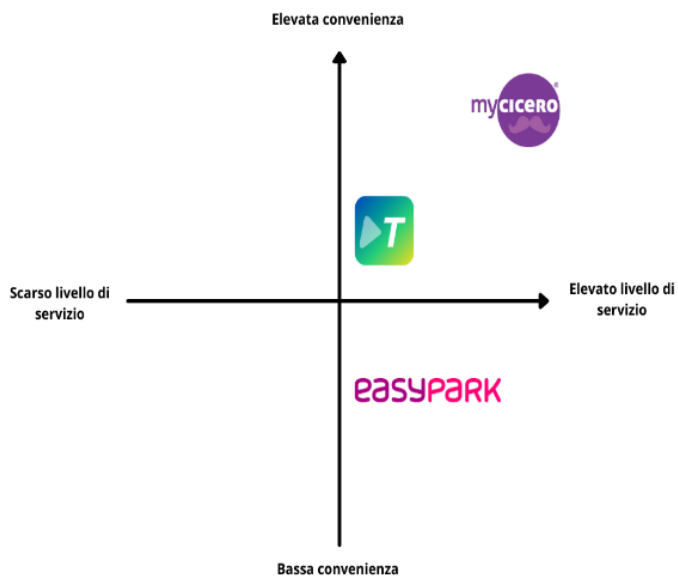 Elevata convenienza
mycicero®
T
Scarso livello di
servizio
Elevato livello di
servizio
easypark
Bassa convenienza